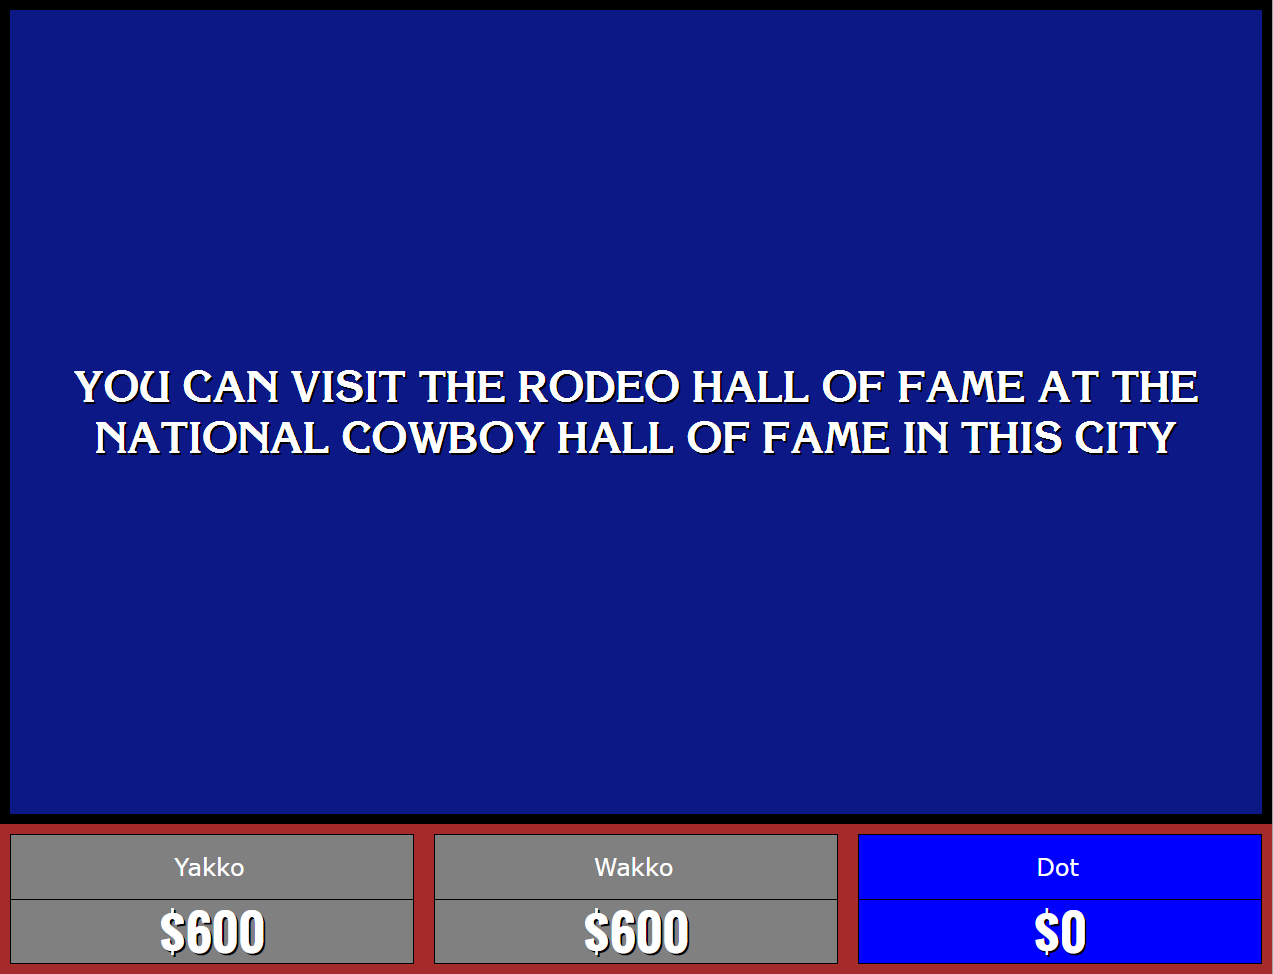 YOU CAN VISIT THE RODEO HALL OF FAME AT THE
NATIONAL COWBOY HALL OF FAME IN THIS CITY
Yakko
$600
Wakko
$600
Dot
$0